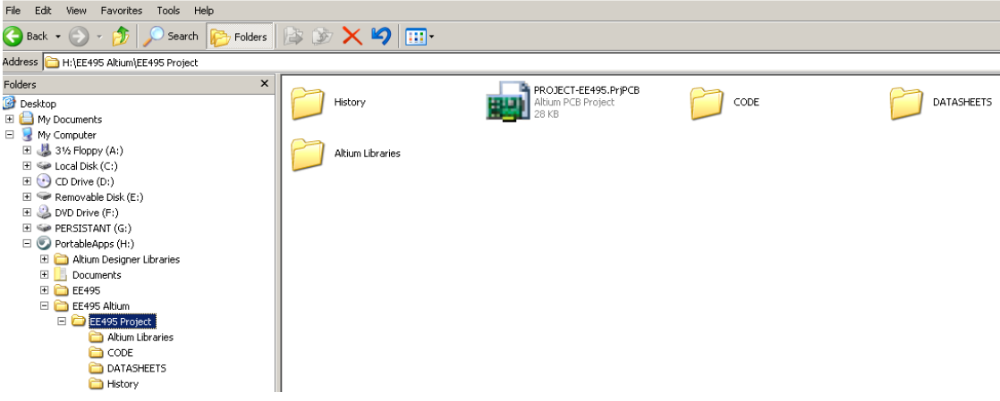 File Edit View Favorites Tools Help
Back Search Folders
Address H:\EE495 Altium\EE495 Project
Folders x
Desktop
My Documents
My Computer
3½ Floppy (A:)
Local Disk (C:)
CD Drive (D:)
Removable Disk (E:)
DVD Drive (F:)
PERSISTANT (G:)
PortableApps (H:)
Altium Designer Libraries
Documents
EE495
EE495 Altium
EE495 Project
Altium Libraries
CODE
DATASHEETS
History
History
PROJECT-EE495.PrjPCB
Altium PCB Project
28 KB
CODE
DATASHEETS
Altium Libraries